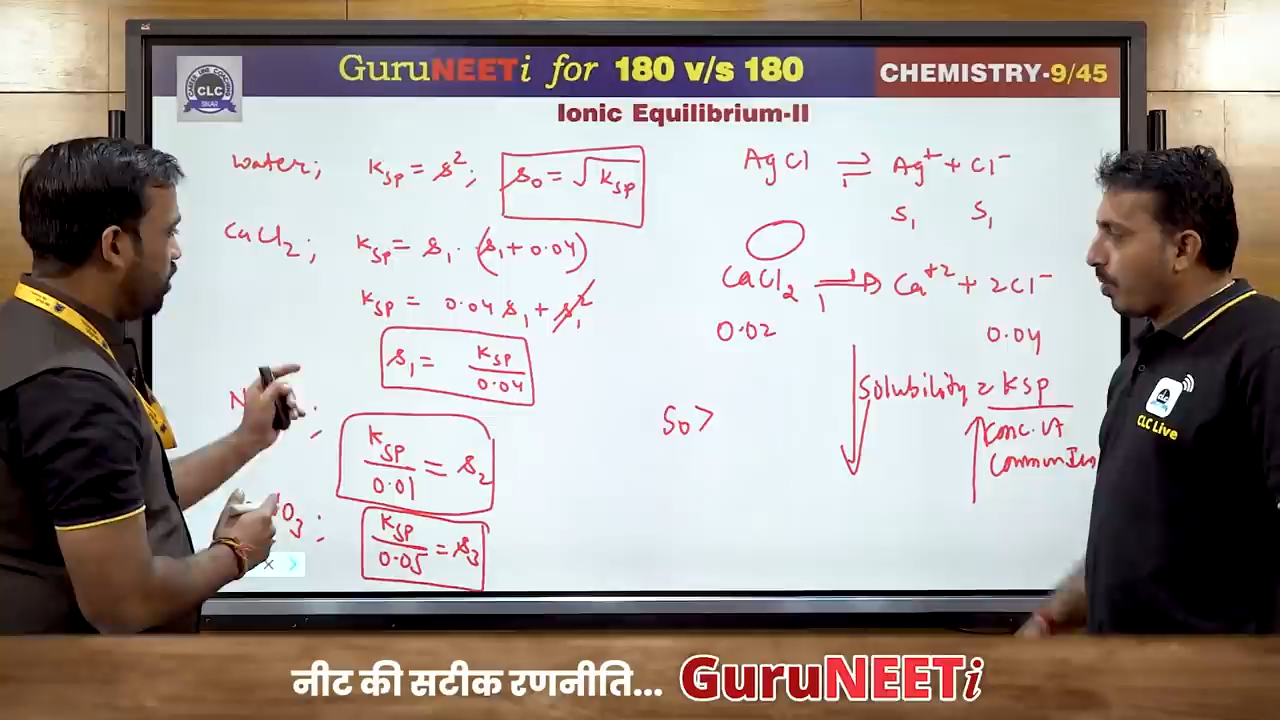 GuruNEETi for 180 v/s 180
CHEMISTRY-9/45
CLC
SIKAR
Ionic Equilibrium-II
water; Ksp = s²; s₀ = √Ksp
CaCl₂; Ksp = s₁ · (s₁ + 0.04)
Ksp = 0.04 s₁ + s₁²
s₁ = Ksp / 0.04
N ;
Ksp / 0.01 = s₂
O₃ ; Ksp / 0.05 = s₃
AgCl ⇌ Ag⁺ + Cl⁻
S₁ S₁
CaCl₂ ⇌ Ca⁺² + 2Cl⁻
0.02 0.04
Solubility = Ksp
Conc. of
Common Ion
S₀ >
CLC Live
नीट की सटीक रणनीति... GuruNEETi